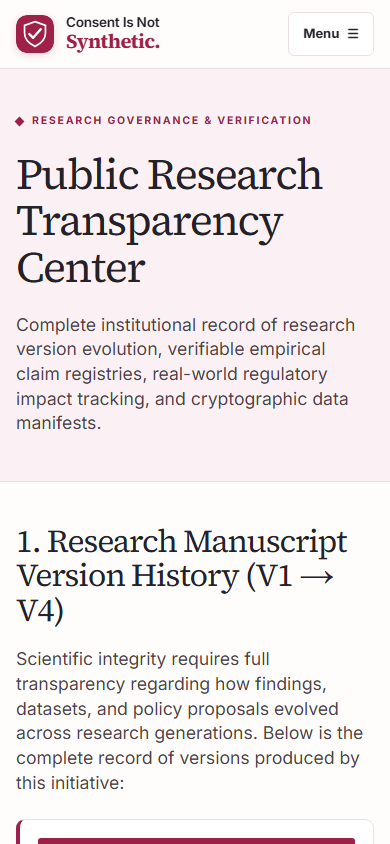 Consent Is Not
Synthetic.
Menu ☰
RESEARCH GOVERNANCE & VERIFICATION
Public Research
Transparency
Center
Complete institutional record of research
version evolution, verifiable empirical
claim registries, real-world regulatory
impact tracking, and cryptographic data
manifests.
1. Research Manuscript
Version History (V1 →
V4)
Scientific integrity requires full
transparency regarding how findings,
datasets, and policy proposals evolved
across research generations. Below is the
complete record of versions produced by
this initiative: